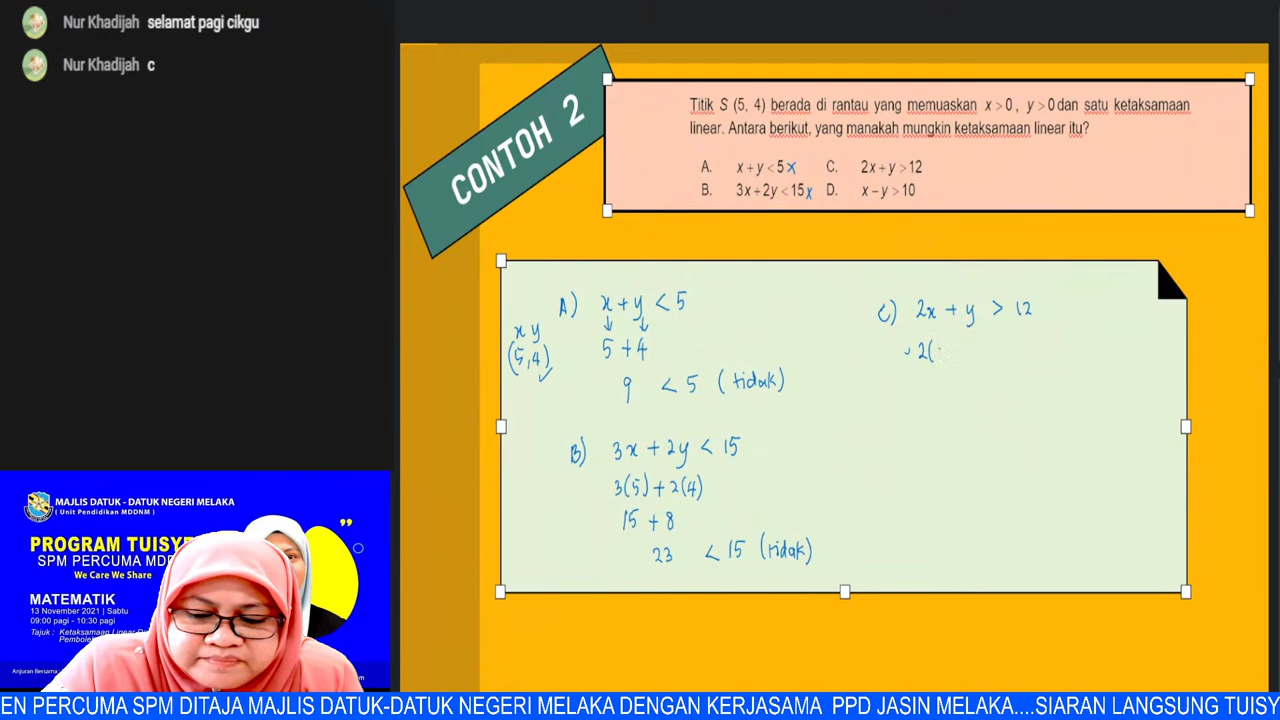 Nur Khadijah selamat pagi cikgu
Nur Khadijah c
CONTOH 2
Titik S (5, 4) berada di rantau yang memuaskan x > 0 , y > 0 dan satu ketaksamaan
linear. Antara berikut, yang manakah mungkin ketaksamaan linear itu?
A. x + y < 5 x C. 2x + y > 12
B. 3x + 2y < 15 x D. x − y > 10
A) x + y < 5
x y
(5,4) ✓
5 + 4
9 < 5 (tidak)
B) 3x + 2y < 15
3(5) + 2(4)
15 + 8
23 < 15 (tidak)
C) 2x + y > 12
2(
MAJLIS DATUK - DATUK NEGERI MELAKA
( Unit Pendidikan MDDNM )
PROGRAM TUISYE
SPM PERCUMA MD
We Care We Share
MATEMATIK
13 November 2021 | Sabtu
09:00 pagi - 10:30 pagi
Tajuk : Ketaksamaan Linear
Anjuran Bersama :
EN PERCUMA SPM DITAJA MAJLIS DATUK-DATUK NEGERI MELAKA DENGAN KERJASAMA PPD JASIN MELAKA....SIARAN LANGSUNG TUISY